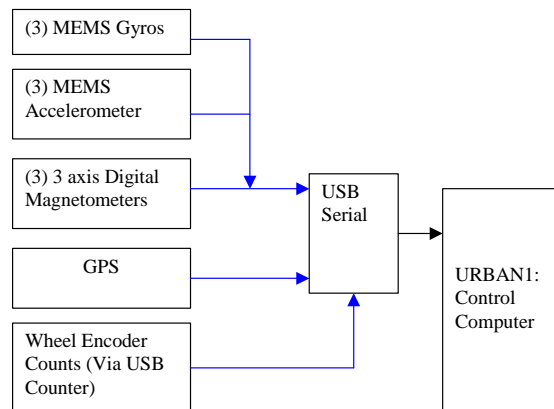 (3) MEMS Gyros
(3) MEMS
Accelerometer
(3) 3 axis Digital
Magnetometers
GPS
Wheel Encoder
Counts (Via USB
Counter)
USB
Serial
URBAN1:
Control
Computer